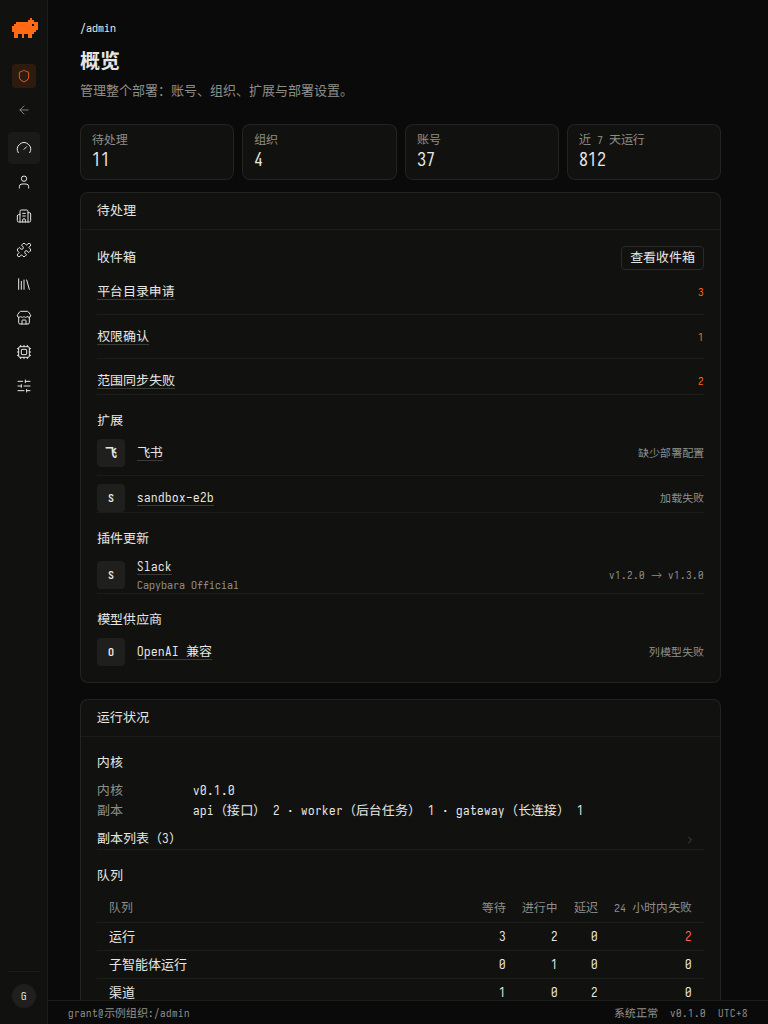 /admin
概览
管理整个部署：账号、组织、扩展与部署设置。
待处理
11
组织
4
账号
37
近 7 天运行
812
待处理
收件箱
查看收件箱
平台目录申请 3
权限确认 1
范围同步失败 2
扩展
飞 飞书 缺少部署配置
S sandbox-e2b 加载失败
插件更新
S Slack v1.2.0 → v1.3.0
Capybara Official
模型供应商
O OpenAI 兼容 列模型失败
运行状况
内核
内核 v0.1.0
副本 api（接口） 2 · worker（后台任务） 1 · gateway（长连接） 1
副本列表（3）
队列
队列 等待 进行中 延迟 24 小时内失败
运行 3 2 0 2
子智能体运行 0 1 0 0
渠道 1 0 2 0
G
grant@示例组织:/admin 系统正常 v0.1.0 UTC+8